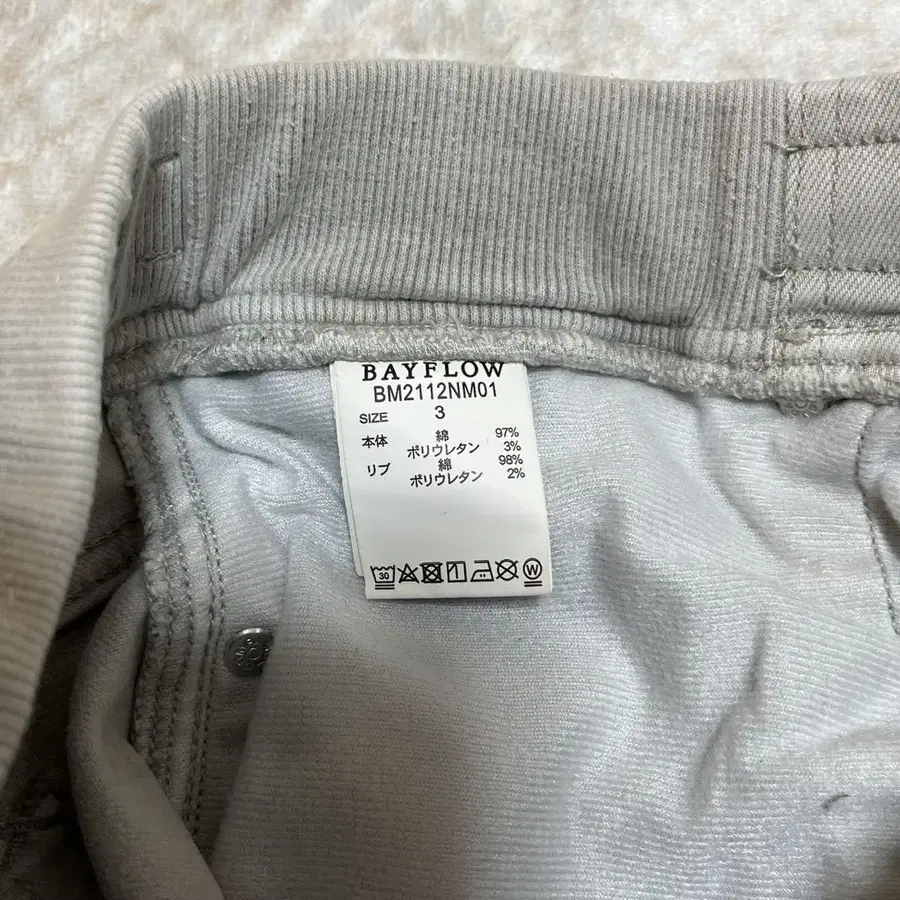 BAYFLOW
BM2112NM01
SIZE 3
本体 綿 97%
ポリウレタン 3%
リブ 綿 98%
ポリウレタン 2%
30 W